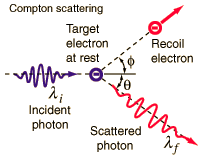 Compton scattering
Target
electron
at rest
Recoil
electron
ϕ
θ
λi
Incident
photon
Scattered
photon
λf